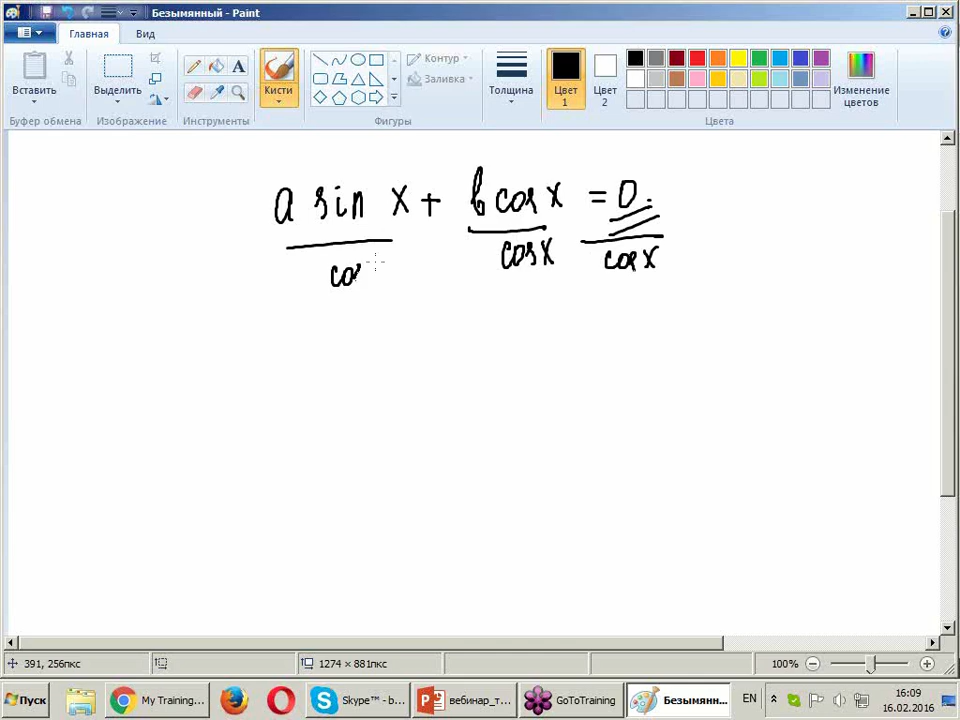 Безымянный - Paint
Главная Вид
Вставить
Выделить
Кисти
Контур
Заливка
Толщина
Цвет 1
Цвет 2
Изменение цветов
Буфер обмена Изображение Инструменты Фигуры Цвета
a sin x + b cos x = 0.
cos cos x cos x
391, 256пкс 1274 × 881пкс 100%
Пуск My Training... Skype™ - b... вебинар_т... GoToTraining Безымянн... EN 16:09
16.02.2016